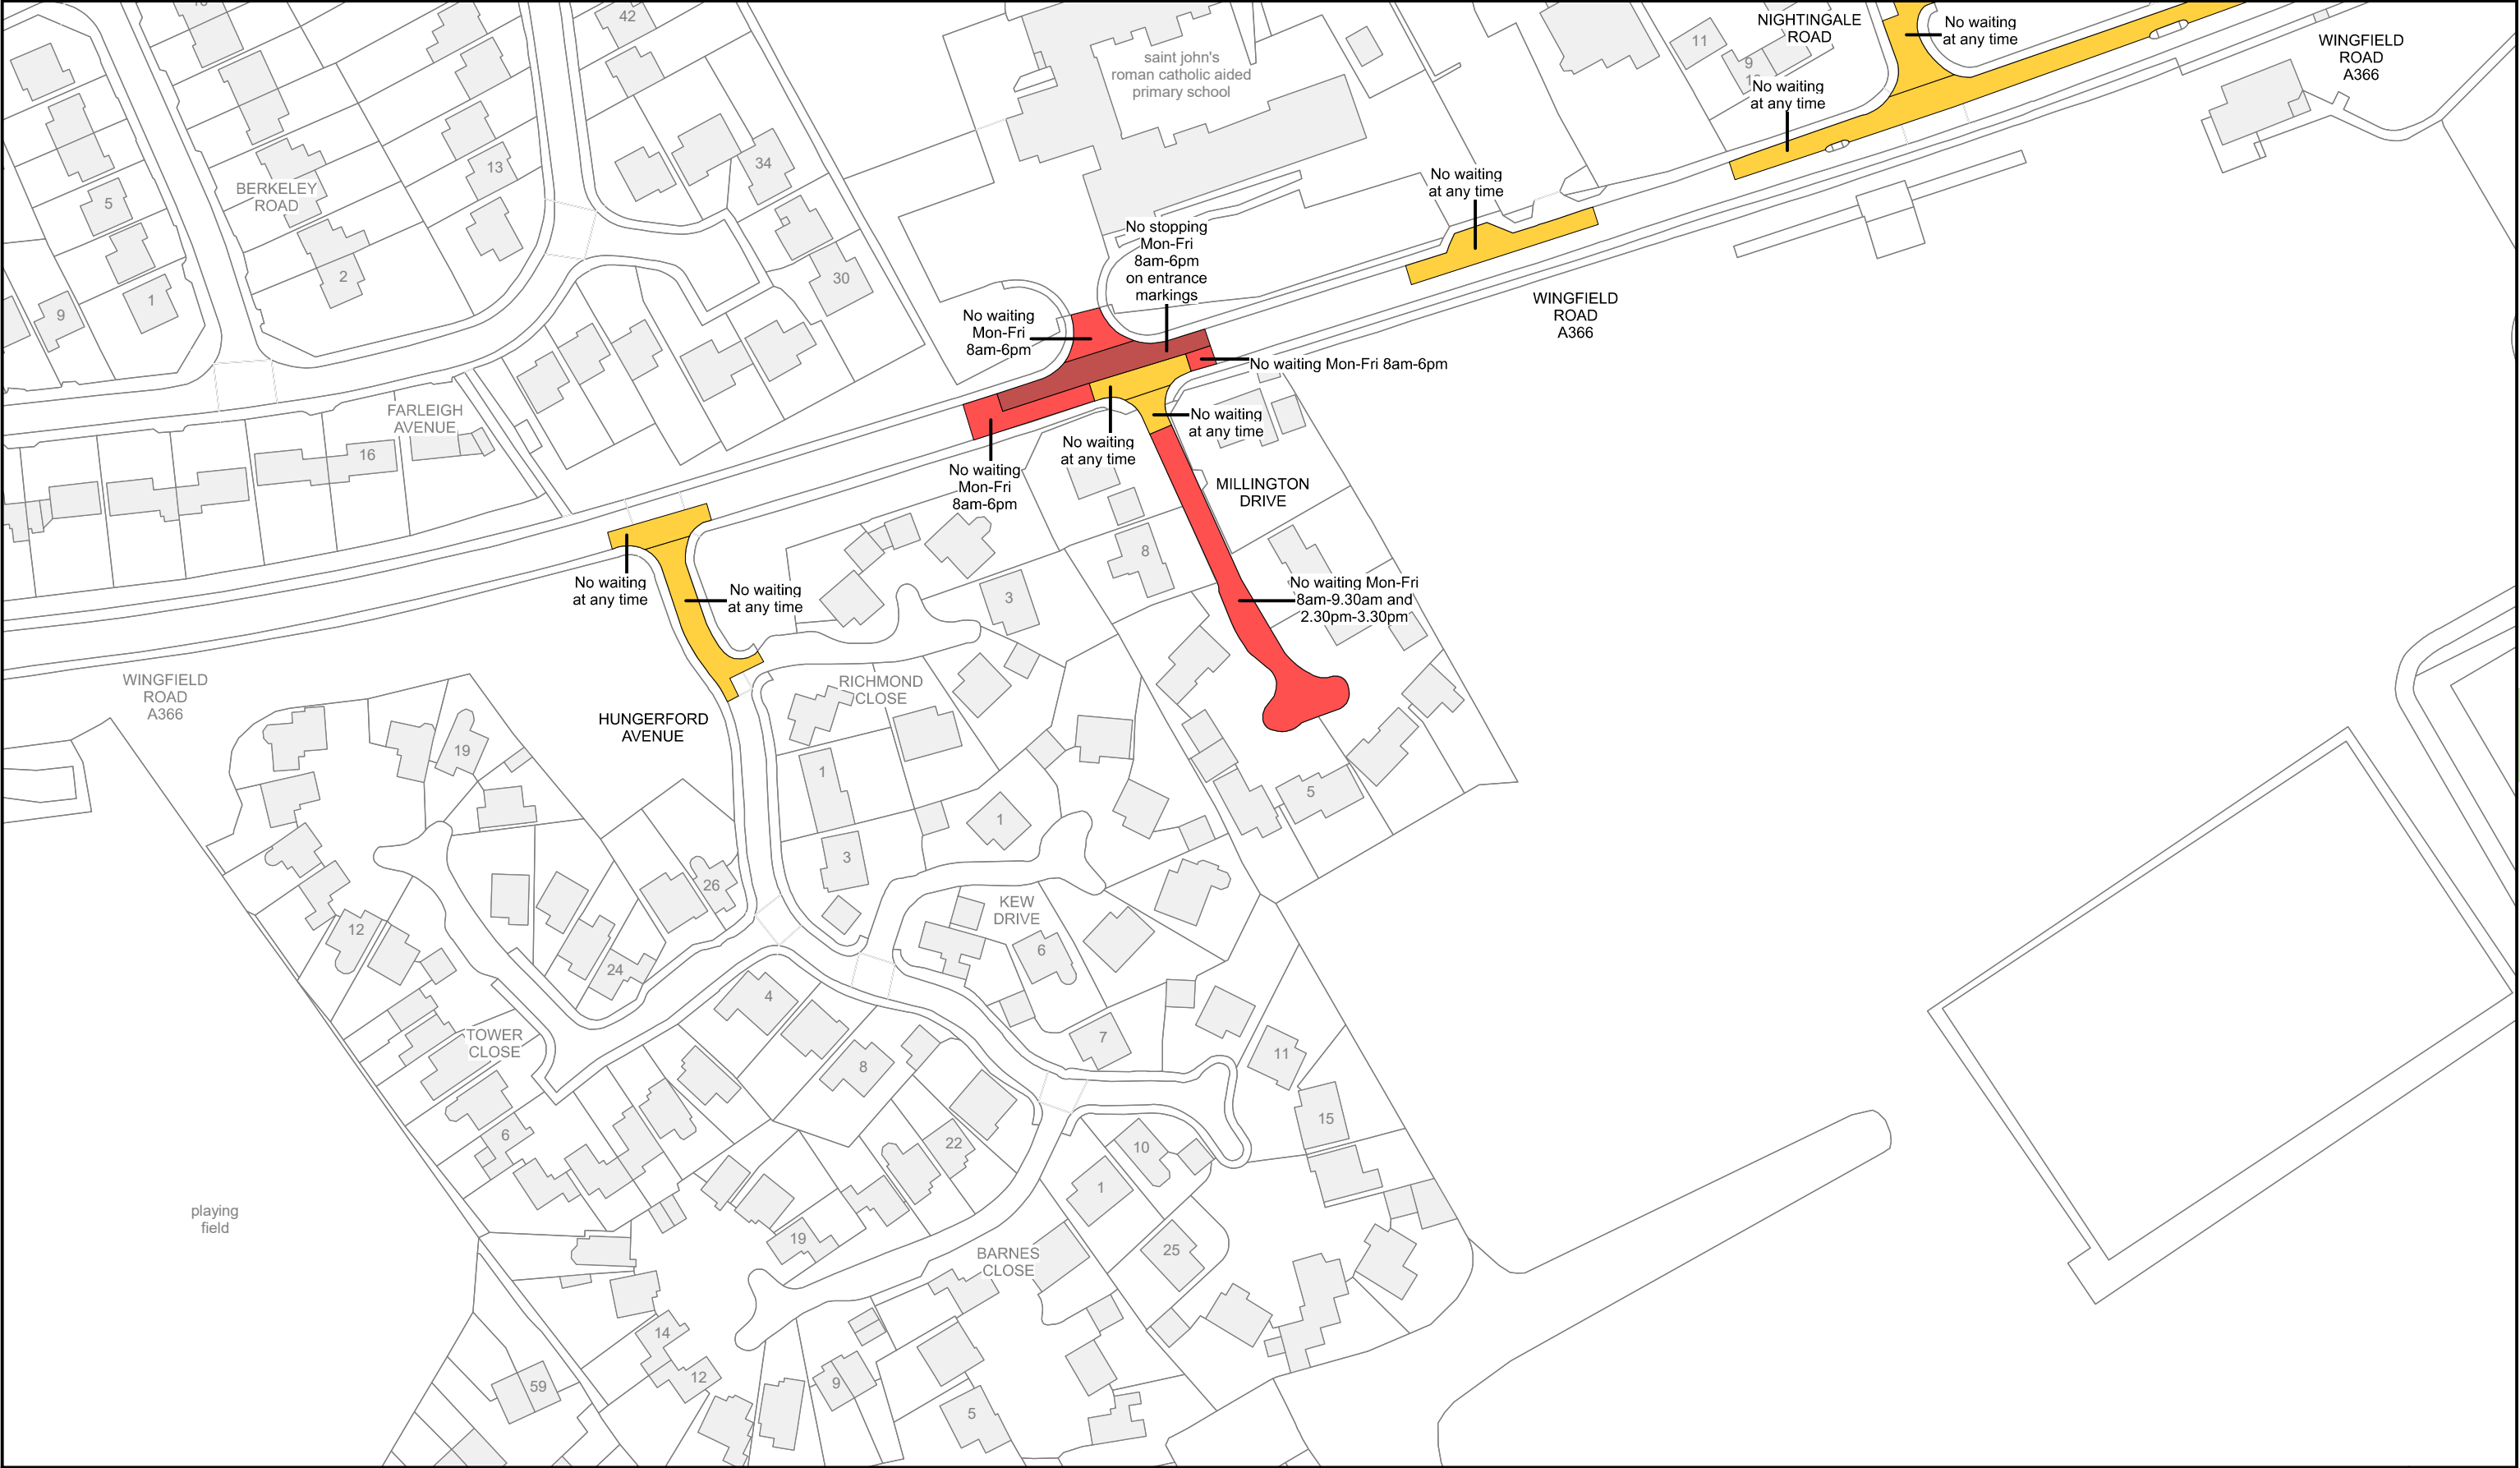 42
NIGHTINGALE
ROAD
No waiting
at any time
11
9
WINGFIELD
ROAD
A366
saint john's
roman catholic aided
primary school
No waiting
at any time
13
34
BERKELEY
ROAD
5
No waiting
at any time
No stopping
Mon-Fri
8am-6pm
on entrance
markings
2
30
1
9
WINGFIELD
ROAD
A366
No waiting
Mon-Fri
8am-6pm
No waiting Mon-Fri 8am-6pm
FARLEIGH
AVENUE
No waiting
at any time
16
No waiting
at any time
No waiting
Mon-Fri
8am-6pm
MILLINGTON
DRIVE
8
No waiting
at any time
No waiting
at any time
3
No waiting Mon-Fri
8am-9.30am and
2.30pm-3.30pm
WINGFIELD
ROAD
A366
RICHMOND
CLOSE
HUNGERFORD
AVENUE
19
1
5
1
3
26
12
KEW
DRIVE
6
24
4
TOWER
CLOSE
7
8
11
15
6
22
10
1
playing
field
19
25
BARNES
CLOSE
14
12
59
9
5